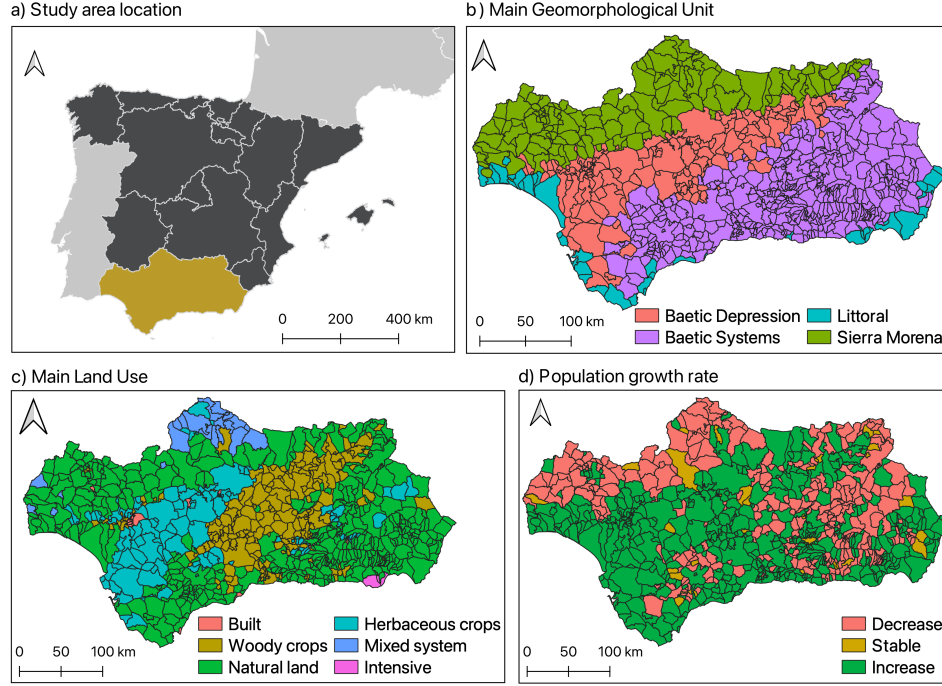 a) Study area location
0 200 400 km
b) Main Geomorphological Unit
Baetic Depression
Littoral
Baetic Systems
Sierra Morena
0 50 100 km
c) Main Land Use
Built
Herbaceous crops
Woody crops
Mixed system
Natural land
Intensive
0 50 100 km
d) Population growth rate
Decrease
Stable
Increase
0 50 100 km